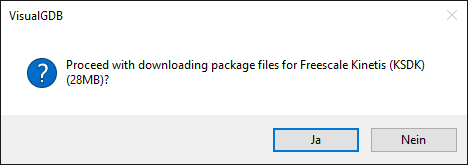 VisualGDB
Proceed with downloading package files for Freescale Kinetis (KSDK)
(28MB)?
Ja
Nein